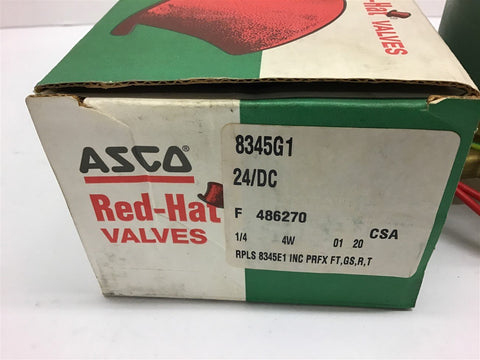 Red-Hat
VALVES
ASCO
Red-Hat
VALVES
8345G1
24/DC
F 486270
1/4 4W 01 20 CSA
RPLS 8345E1 INC PRFX FT,GS,R,T